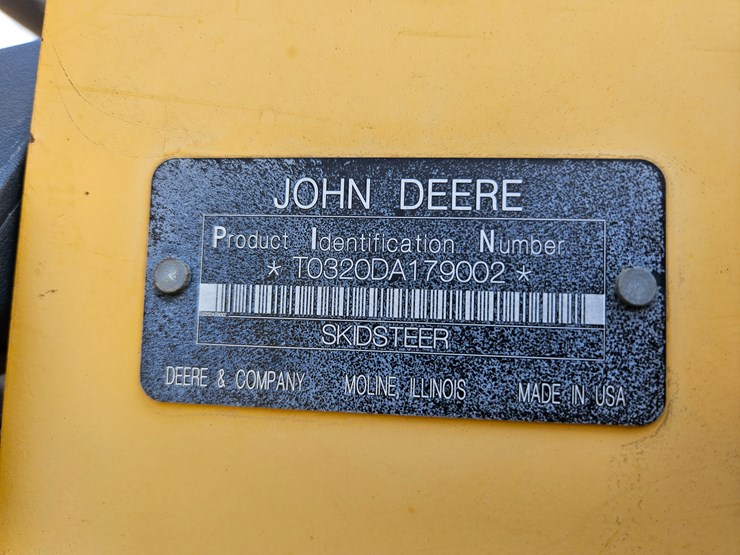 JOHN DEERE
Product Identification Number
* T0320DA179002 *
SKIDSTEER
DEERE & COMPANY MOLINE, ILLINOIS MADE IN USA